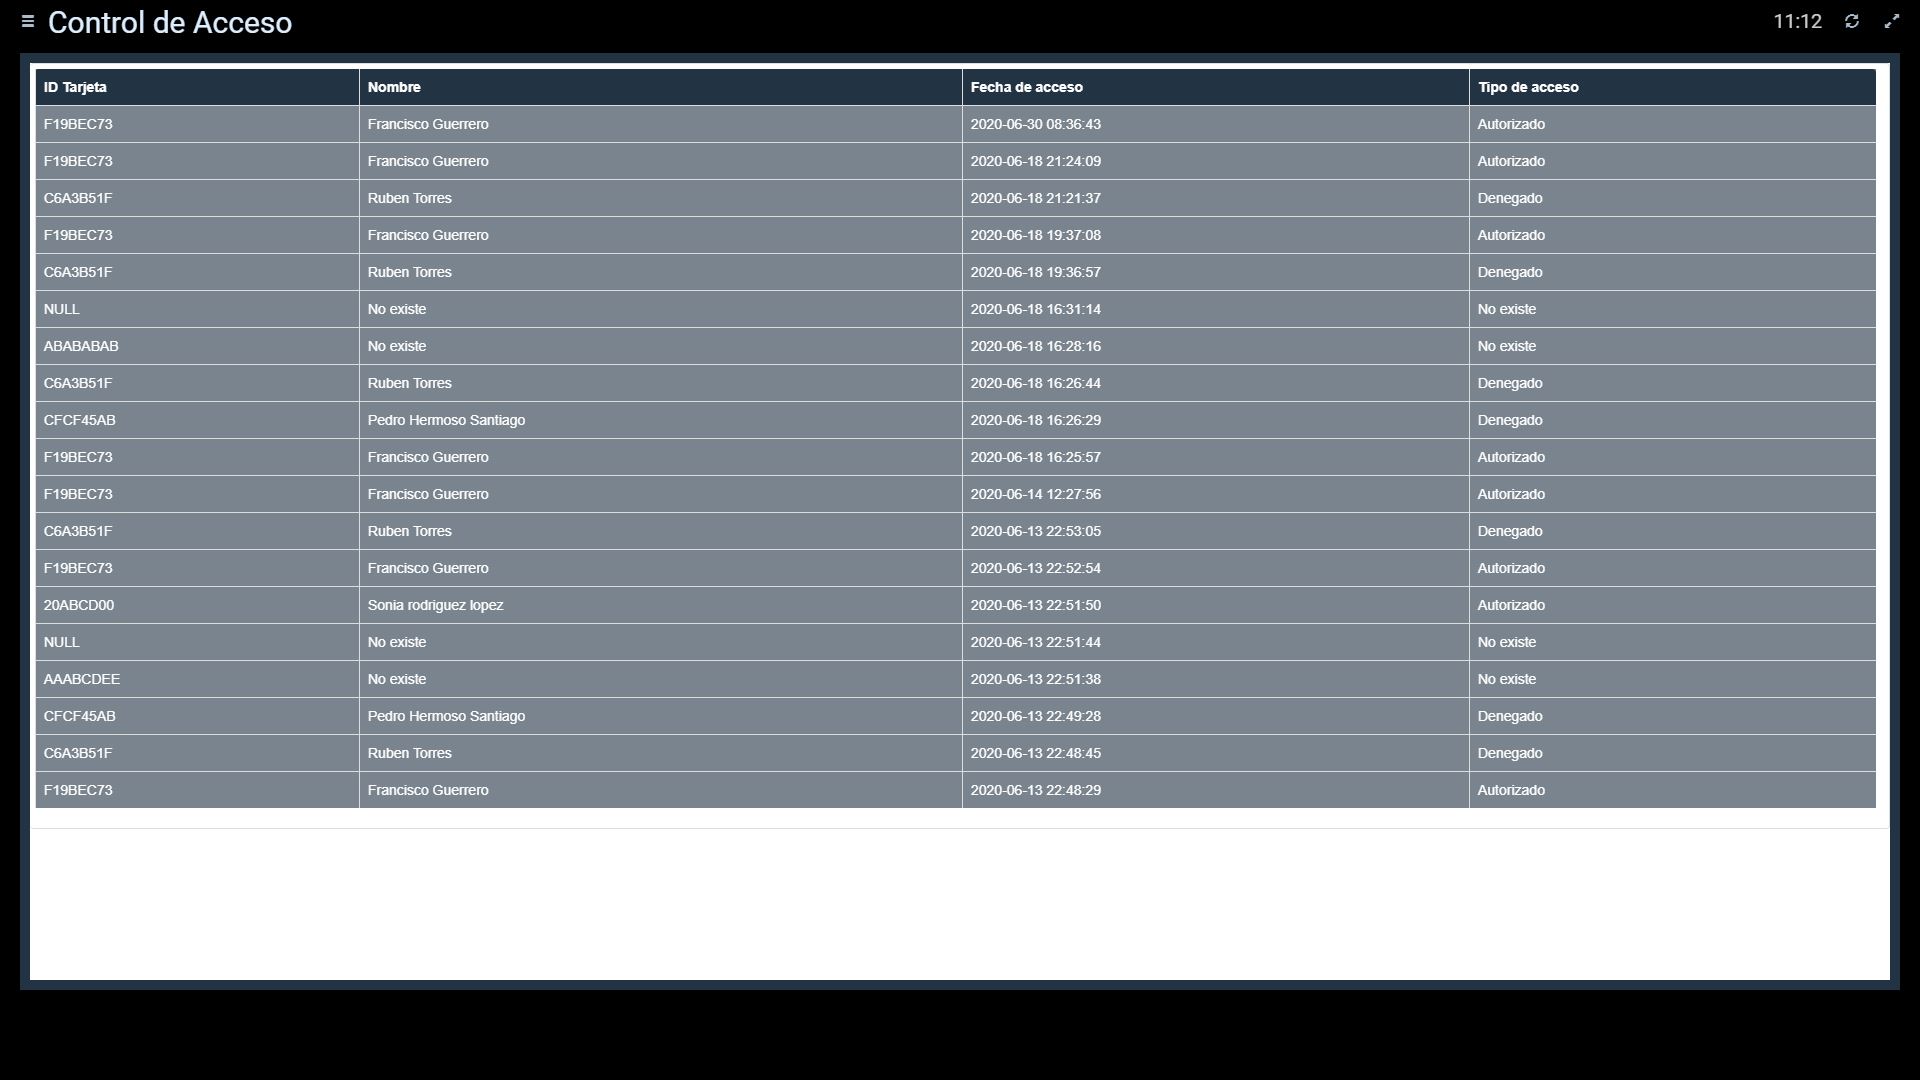 Control de Acceso 11:12
ID Tarjeta Nombre Fecha de acceso Tipo de acceso
F19BEC73 Francisco Guerrero 2020-06-30 08:36:43 Autorizado
F19BEC73 Francisco Guerrero 2020-06-18 21:24:09 Autorizado
C6A3B51F Ruben Torres 2020-06-18 21:21:37 Denegado
F19BEC73 Francisco Guerrero 2020-06-18 19:37:08 Autorizado
C6A3B51F Ruben Torres 2020-06-18 19:36:57 Denegado
NULL No existe 2020-06-18 16:31:14 No existe
ABABABAB No existe 2020-06-18 16:28:16 No existe
C6A3B51F Ruben Torres 2020-06-18 16:26:44 Denegado
CFCF45AB Pedro Hermoso Santiago 2020-06-18 16:26:29 Denegado
F19BEC73 Francisco Guerrero 2020-06-18 16:25:57 Autorizado
F19BEC73 Francisco Guerrero 2020-06-14 12:27:56 Autorizado
C6A3B51F Ruben Torres 2020-06-13 22:53:05 Denegado
F19BEC73 Francisco Guerrero 2020-06-13 22:52:54 Autorizado
20ABCD00 Sonia rodriguez lopez 2020-06-13 22:51:50 Autorizado
NULL No existe 2020-06-13 22:51:44 No existe
AAABCDEE No existe 2020-06-13 22:51:38 No existe
CFCF45AB Pedro Hermoso Santiago 2020-06-13 22:49:28 Denegado
C6A3B51F Ruben Torres 2020-06-13 22:48:45 Denegado
F19BEC73 Francisco Guerrero 2020-06-13 22:48:29 Autorizado